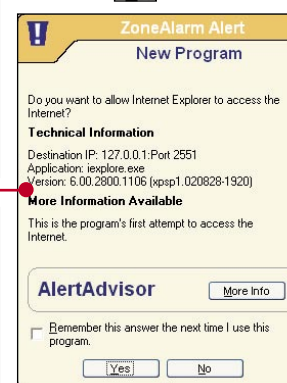 ZoneAlarm Alert
New Program
Do you want to allow Internet Explorer to access the
Internet?
Technical Information
Destination IP: 127.0.0.1:Port 2551
Application: iexplore.exe
Version: 6.00.2800.1106 (xpsp1.020828-1920)
More Information Available
This is the program's first attempt to access the
Internet.
AlertAdvisor
More Info
Remember this answer the next time I use this
program.
Yes No